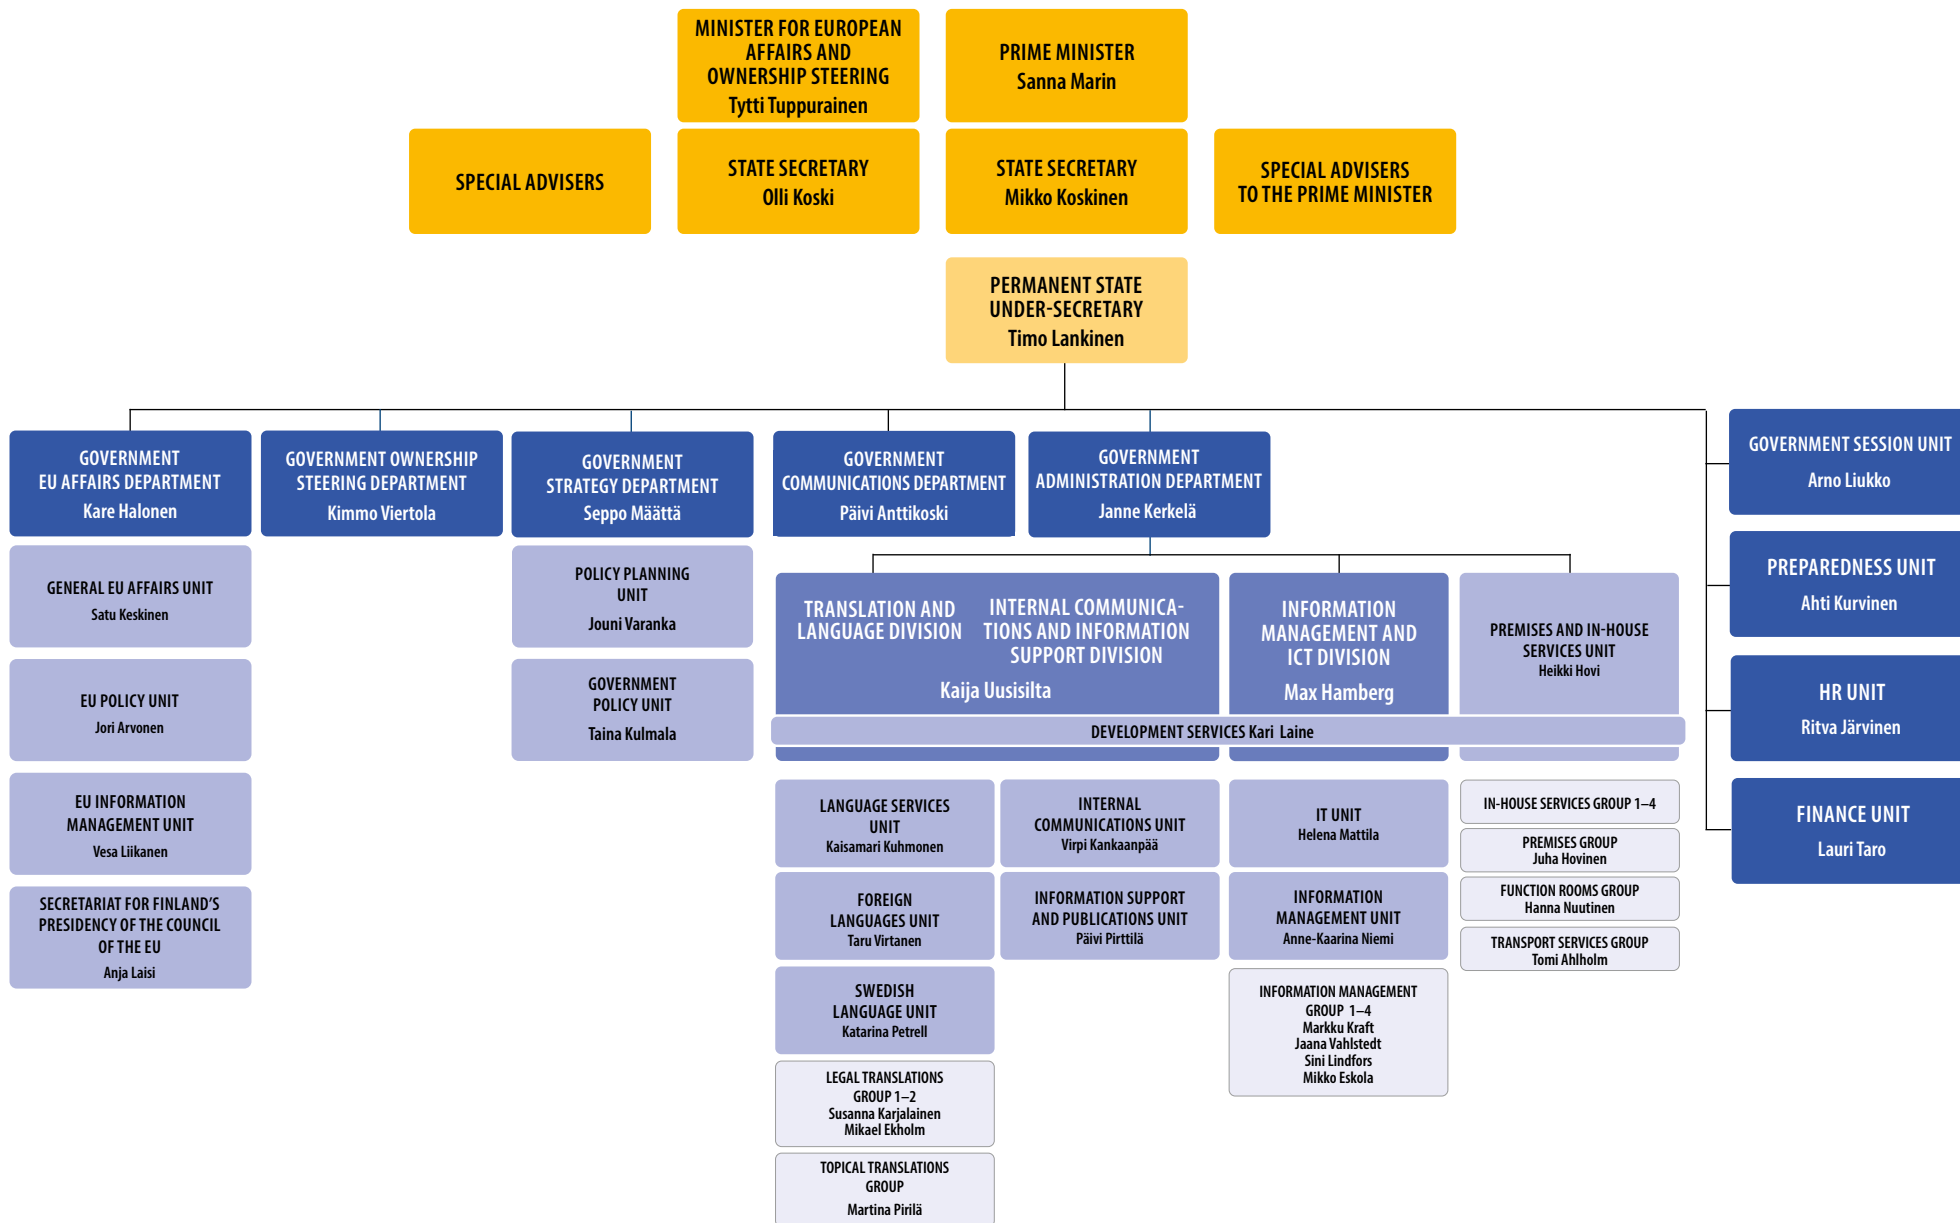 MINISTER FOR EUROPEAN
AFFAIRS AND
OWNERSHIP STEERING
Tytti Tuppurainen
PRIME MINISTER
Sanna Marin
SPECIAL ADVISERS
STATE SECRETARY
Olli Koski
STATE SECRETARY
Mikko Koskinen
SPECIAL ADVISERS
TO THE PRIME MINISTER
PERMANENT STATE
UNDER-SECRETARY
Timo Lankinen
GOVERNMENT
EU AFFAIRS DEPARTMENT
Kare Halonen
GENERAL EU AFFAIRS UNIT
Satu Keskinen
EU POLICY UNIT
Jori Arvonen
EU INFORMATION
MANAGEMENT UNIT
Vesa Liikanen
SECRETARIAT FOR FINLAND'S
PRESIDENCY OF THE COUNCIL
OF THE EU
Anja Laisi
GOVERNMENT OWNERSHIP
STEERING DEPARTMENT
Kimmo Viertola
GOVERNMENT
STRATEGY DEPARTMENT
Seppo Määttä
POLICY PLANNING
UNIT
Jouni Varanka
GOVERNMENT
POLICY UNIT
Taina Kulmala
GOVERNMENT
COMMUNICATIONS DEPARTMENT
Päivi Anttikoski
GOVERNMENT
ADMINISTRATION DEPARTMENT
Janne Kerkelä
TRANSLATION AND
LANGUAGE DIVISION
INTERNAL COMMUNICA-
TIONS AND INFORMATION
SUPPORT DIVISION
Kaija Uusisilta
INFORMATION
MANAGEMENT AND
ICT DIVISION
Max Hamberg
PREMISES AND IN-HOUSE
SERVICES UNIT
Heikki Hovi
DEVELOPMENT SERVICES Kari Laine
LANGUAGE SERVICES
UNIT
Kaisamari Kuhmonen
FOREIGN
LANGUAGES UNIT
Taru Virtanen
SWEDISH
LANGUAGE UNIT
Katarina Petrell
LEGAL TRANSLATIONS
GROUP 1–2
Susanna Karjalainen
Mikael Ekholm
TOPICAL TRANSLATIONS
GROUP
Martina Pirilä
INTERNAL
COMMUNICATIONS UNIT
Virpi Kankaanpää
INFORMATION SUPPORT
AND PUBLICATIONS UNIT
Päivi Pirttilä
IT UNIT
Helena Mattila
INFORMATION
MANAGEMENT UNIT
Anne-Kaarina Niemi
INFORMATION MANAGEMENT
GROUP 1–4
Markku Kraft
Jaana Vahlstedt
Sini Lindfors
Mikko Eskola
IN-HOUSE SERVICES GROUP 1–4
PREMISES GROUP
Juha Hovinen
FUNCTION ROOMS GROUP
Hanna Nuutinen
TRANSPORT SERVICES GROUP
Tomi Ahlholm
GOVERNMENT SESSION UNIT
Arno Liukko
PREPAREDNESS UNIT
Ahti Kurvinen
HR UNIT
Ritva Järvinen
FINANCE UNIT
Lauri Taro